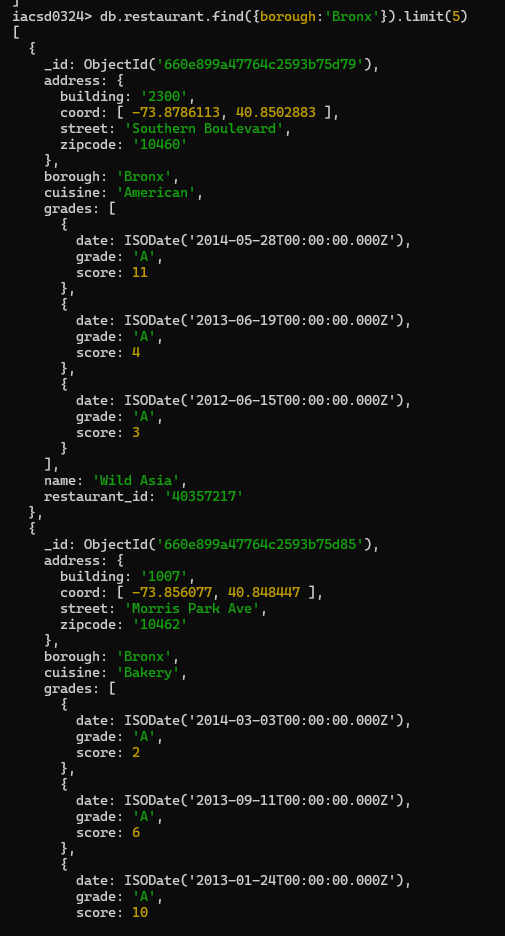 ]
iacsd0324> db.restaurant.find({borough:'Bronx'}).limit(5)
[
  {
    _id: ObjectId('660e899a47764c2593b75d79'),
    address: {
      building: '2300',
      coord: [ -73.8786113, 40.8502883 ],
      street: 'Southern Boulevard',
      zipcode: '10460'
    },
    borough: 'Bronx',
    cuisine: 'American',
    grades: [
      {
        date: ISODate('2014-05-28T00:00:00.000Z'),
        grade: 'A',
        score: 11
      },
      {
        date: ISODate('2013-06-19T00:00:00.000Z'),
        grade: 'A',
        score: 4
      },
      {
        date: ISODate('2012-06-15T00:00:00.000Z'),
        grade: 'A',
        score: 3
      }
    ],
    name: 'Wild Asia',
    restaurant_id: '40357217'
  },
  {
    _id: ObjectId('660e899a47764c2593b75d85'),
    address: {
      building: '1007',
      coord: [ -73.856077, 40.848447 ],
      street: 'Morris Park Ave',
      zipcode: '10462'
    },
    borough: 'Bronx',
    cuisine: 'Bakery',
    grades: [
      {
        date: ISODate('2014-03-03T00:00:00.000Z'),
        grade: 'A',
        score: 2
      },
      {
        date: ISODate('2013-09-11T00:00:00.000Z'),
        grade: 'A',
        score: 6
      },
      {
        date: ISODate('2013-01-24T00:00:00.000Z'),
        grade: 'A',
        score: 10